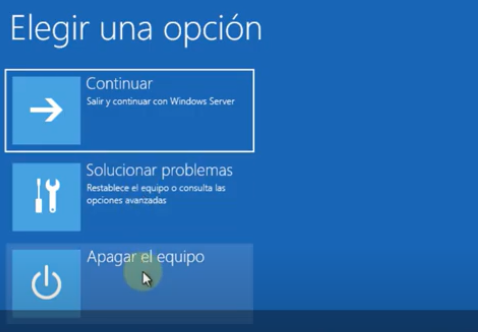 Elegir una opción
Continuar
Salir y continuar con Windows Server
Solucionar problemas
Restablece el equipo o consulta las
opciones avanzadas
Apagar el equipo